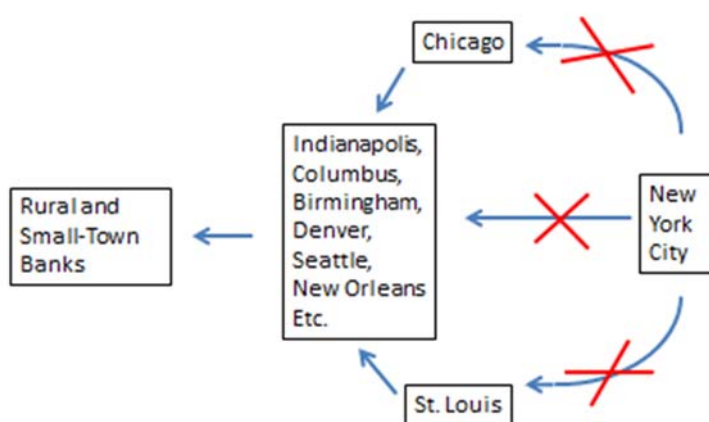 Chicago
Indianapolis,
Columbus,
Birmingham,
Denver,
Seattle,
New Orleans
Etc.
Rural and
Small-Town
Banks
New
York
City
St. Louis